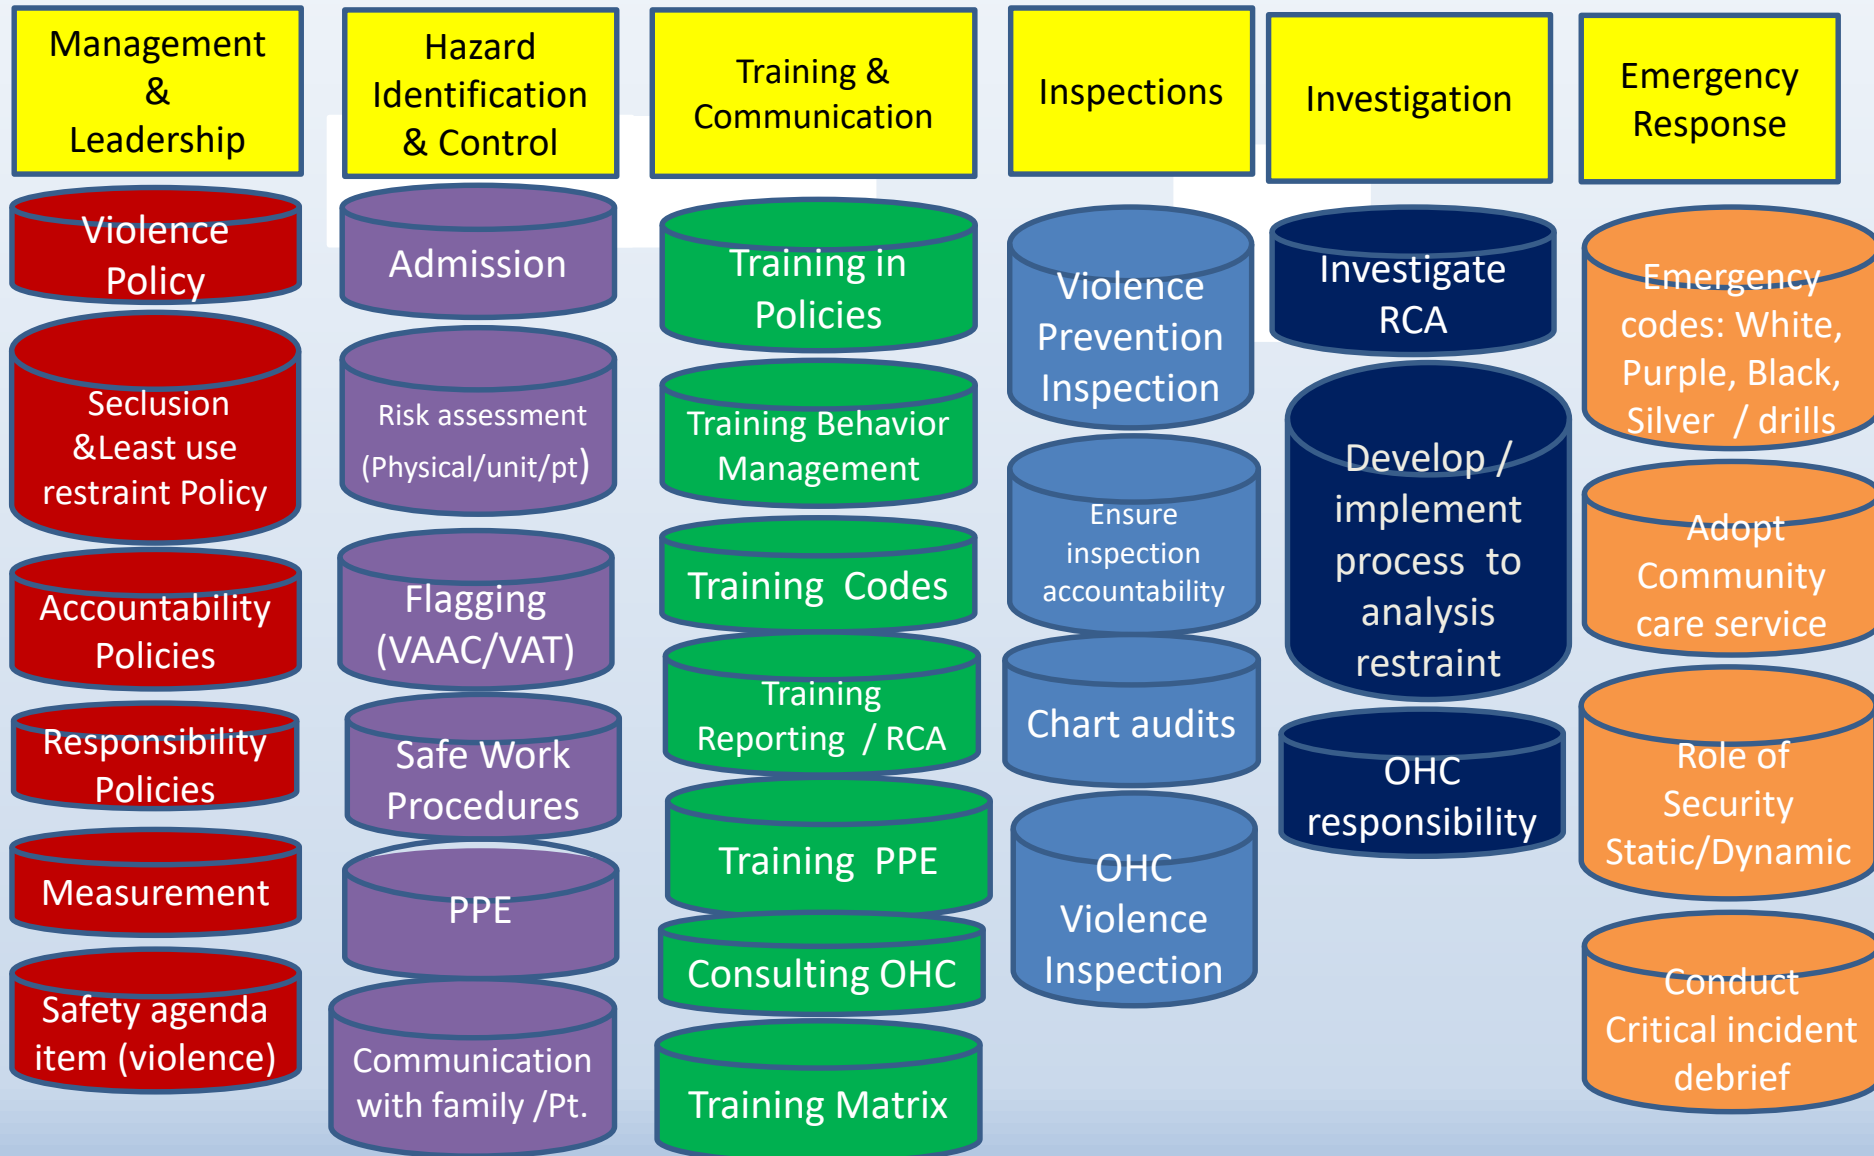 Management
&
Leadership
Violence
Policy
Seclusion
&Least use
restraint Policy
Accountability
Policies
Responsibility
Policies
Measurement
Safety agenda
item (violence)
Hazard
Identification
& Control
Admission
Risk assessment
(Physical/unit/pt)
Flagging
(VAAC/VAT)
Safe Work
Procedures
PPE
Communication
with family /Pt.
Training &
Communication
Training in
Policies
Training Behavior
Management
Training Codes
Training
Reporting / RCA
Training PPE
Consulting OHC
Training Matrix
Inspections
Violence
Prevention
Inspection
Ensure
inspection
accountability
Chart audits
OHC
Violence
Inspection
Investigation
Investigate
RCA
Develop /
implement
process to
analysis
restraint
OHC
responsibility
Emergency
Response
Emergency
codes: White,
Purple, Black,
Silver / drills
Adopt
Community
care service
Role of
Security
Static/Dynamic
Conduct
Critical incident
debrief